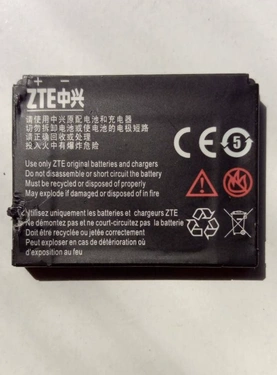 + −
ZTE中兴
请使用中兴原配电池和充电器
切勿拆卸电池或使电池的电极短路
请正确回收或处理
投入火中有爆炸危险
CE 5
Use only ZTE original batteries and chargers
Do not disassemble or short circuit the battery
Must be recycled or disposed of properly
May explode if damaged or disposed of in fire
Utilisez uniquement les batteries et chargeurs ZTE
Ne démontez pas et ne court-circuitez pas la batterie
Doit être recyclée ou jetée correctement
Peut exploser en cas de détérioration où
d'exposition au feu